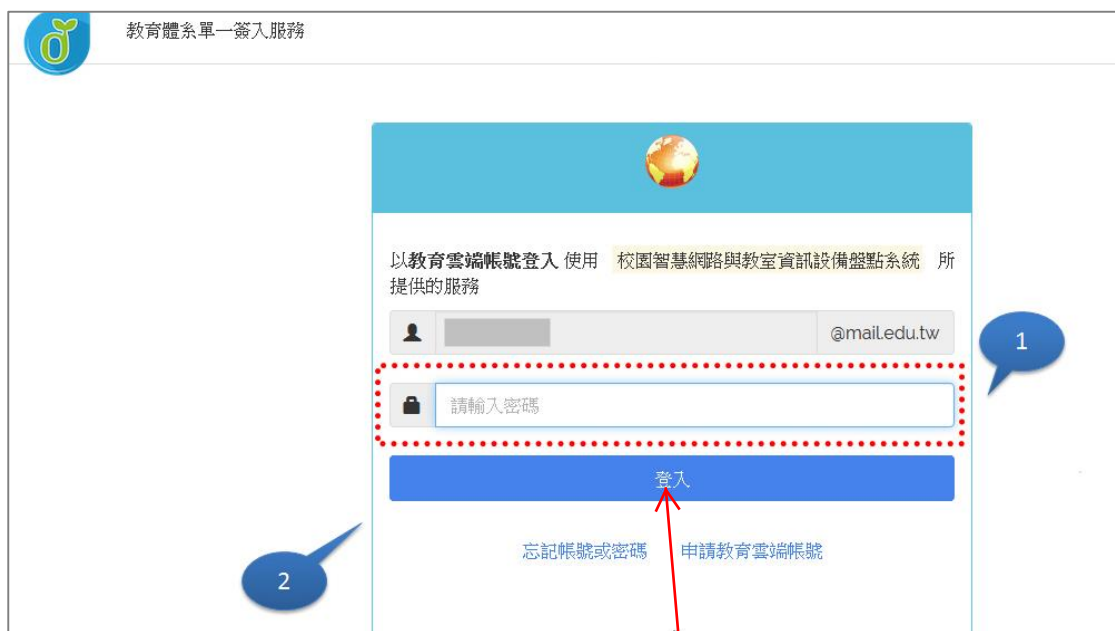 教育體系單一簽入服務
以教育雲端帳號登入 使用 校園智慧網路與教室資訊設備盤點系統 所
提供的服務
@mail.edu.tw
1
請輸入密碼
登入
忘記帳號或密碼 申請教育雲端帳號
2